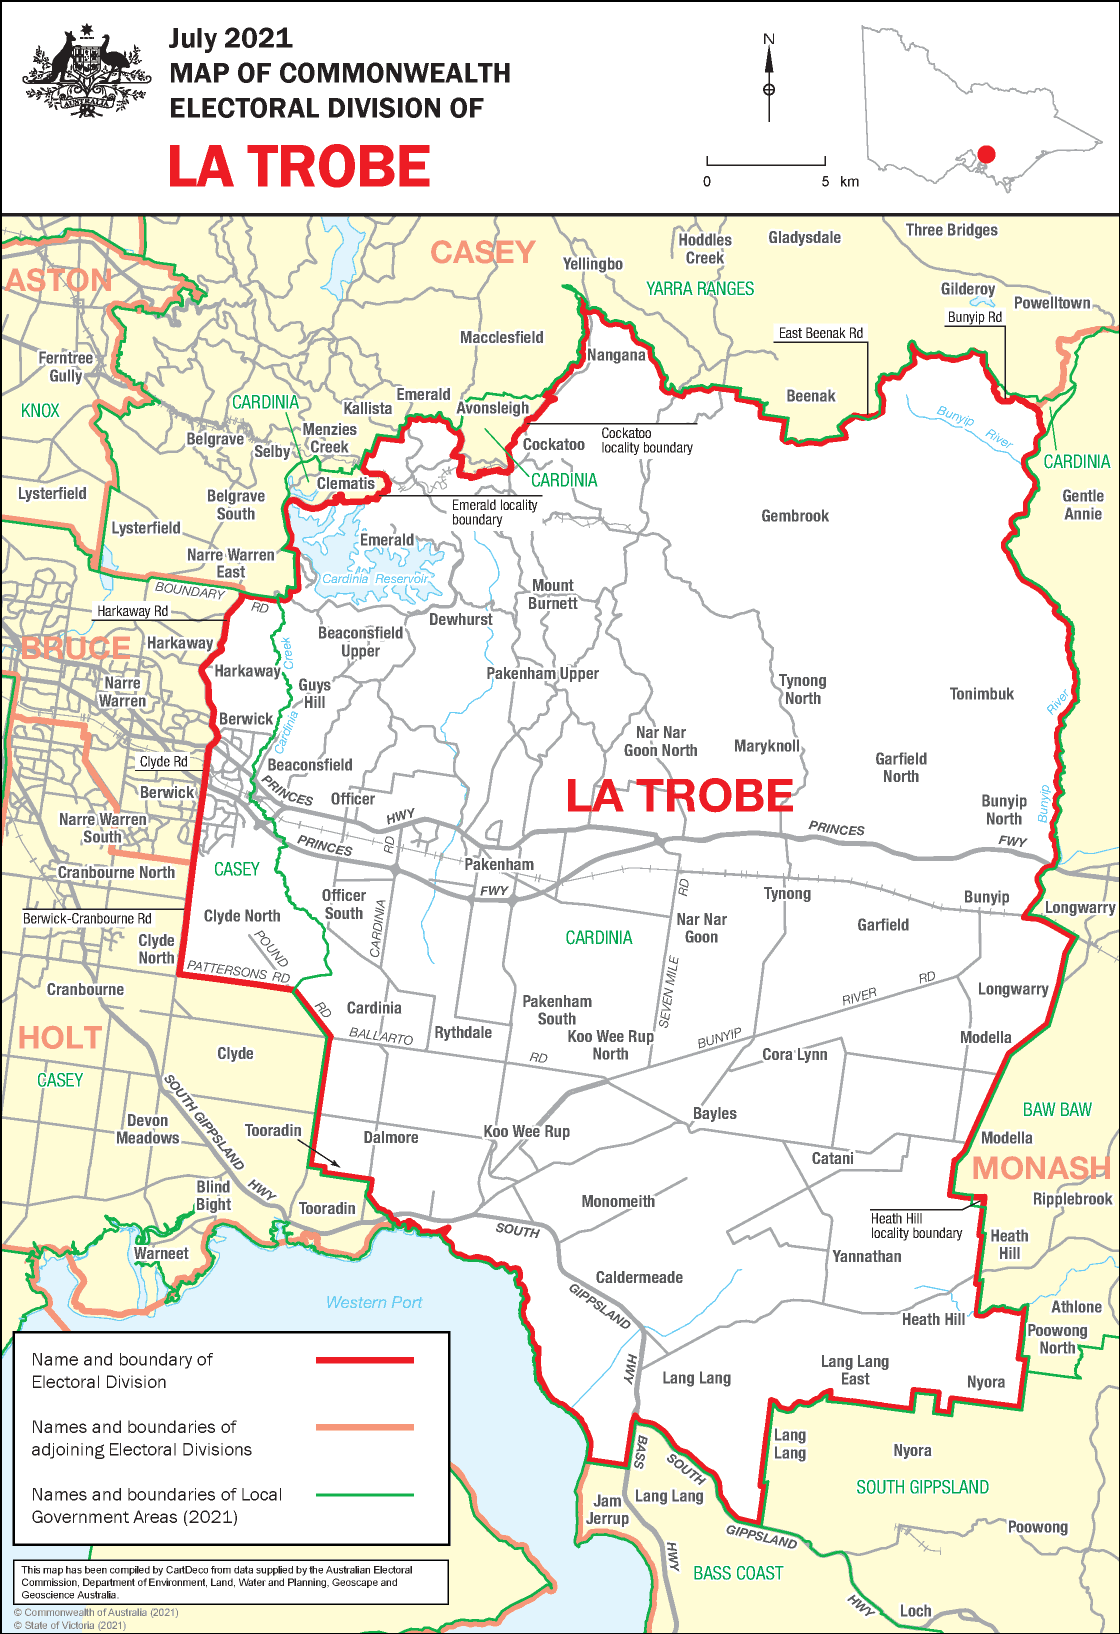 July 2021
MAP OF COMMONWEALTH
ELECTORAL DIVISION OF
LA TROBE
AUSTRALIA
N
0 5 km
CASEY
Hoddles
Creek
Gladysdale
Three Bridges
Yellingbo
ASTON
YARRA RANGES
Gilderoy
Powelltown
Bunyip Rd
East Beenak Rd
Macclesfield
Nangana
Ferntree
Gully
Beenak
KNOX
CARDINIA
Kallista
Emerald
Avonsleigh
Bunyip River
Menzies
Creek
Belgrave
Selby
Cockatoo
Cockatoo
locality boundary
CARDINIA
CARDINIA
Clematis
Lysterfield
Belgrave
South
Emerald locality
boundary
Gentle
Annie
Gembrook
Lysterfield
Emerald
Narre Warren
East
Cardinia Reservoir
BOUNDARY RD
Mount
Burnett
Harkaway Rd
Dewhurst
BRUCE
Harkaway
Beaconsfield
Upper
Cardinia Creek
Harkaway
Pakenham Upper
Narre
Warren
Guys
Hill
Tynong
North
Tonimbuk
River
Berwick
Nar Nar
Goon North
Maryknoll
Clyde Rd
Beaconsfield
Garfield
North
Berwick
PRINCES
Officer
HWY
LA TROBE
Bunyip
North
Bunyip
Narre Warren
South
PRINCES
RD
PRINCES
FWY
Cranbourne North
CASEY
Pakenham
FWY
Officer
South
RD
Tynong
Bunyip
Berwick-Cranbourne Rd
Clyde North
CARDINIA
Nar Nar
Goon
Garfield
Longwarry
Clyde
North
POUND
CARDINIA
PATTERSONS RD
SEVEN MILE
RD
Cranbourne
RD
Cardinia
Pakenham
South
RIVER
Longwarry
HOLT
BALLARTO
Rythdale
Koo Wee Rup
North
BUNYIP
Modella
Clyde
RD
Cora Lynn
CASEY
SOUTH GIPPSLAND
HWY
Devon
Meadows
Tooradin
Dalmore
Koo Wee Rup
Bayles
BAW BAW
Modella
Catani
MONASH
Blind
Bight
Tooradin
Monomeith
Ripplebrook
SOUTH
Heath Hill
locality boundary
Heath
Hill
Warneet
Yannathan
Western Port
Caldermeade
GIPPSLAND
Heath Hill
Athlone
Poowong
North
HWY
Lang Lang
Lang Lang
East
Nyora
Name and boundary of
Electoral Division
Names and boundaries of
adjoining Electoral Divisions
Names and boundaries of Local
Government Areas (2021)
BASS
SOUTH
Lang
Lang
Nyora
SOUTH GIPPSLAND
Jam
Jerrup
Lang Lang
GIPPSLAND
Poowong
HWY
BASS COAST
HWY
Loch
This map has been compiled by CartDeco from data supplied by the Australian Electoral
Commission, Department of Environment, Land, Water and Planning, Geoscape and
Geoscience Australia.
© Commonwealth of Australia (2021)
© State of Victoria (2021)